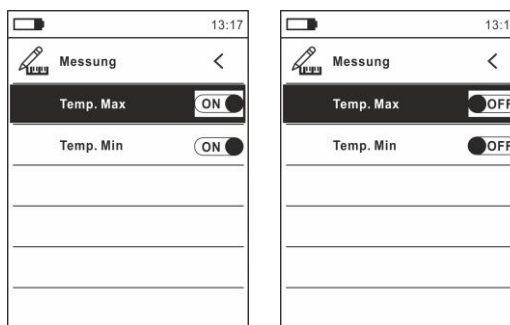 13:17
Messung
Temp. Max ON
Temp. Min ON
13:1
Messung
Temp. Max OFF
Temp. Min OFF